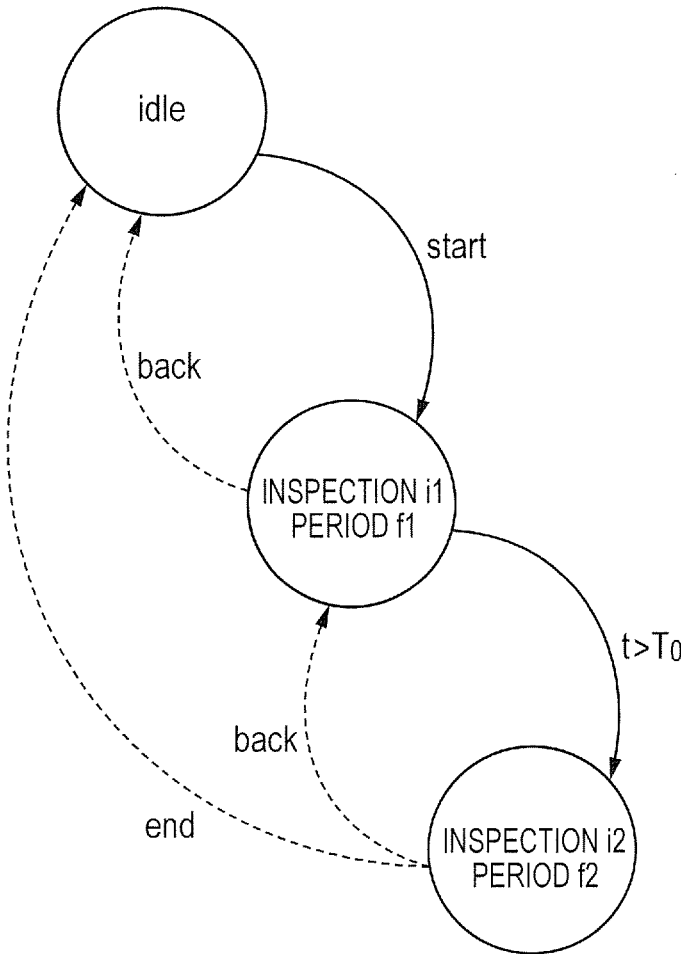 idle
start
back
INSPECTION i1
PERIOD f1
t>T0
back
end
INSPECTION i2
PERIOD f2